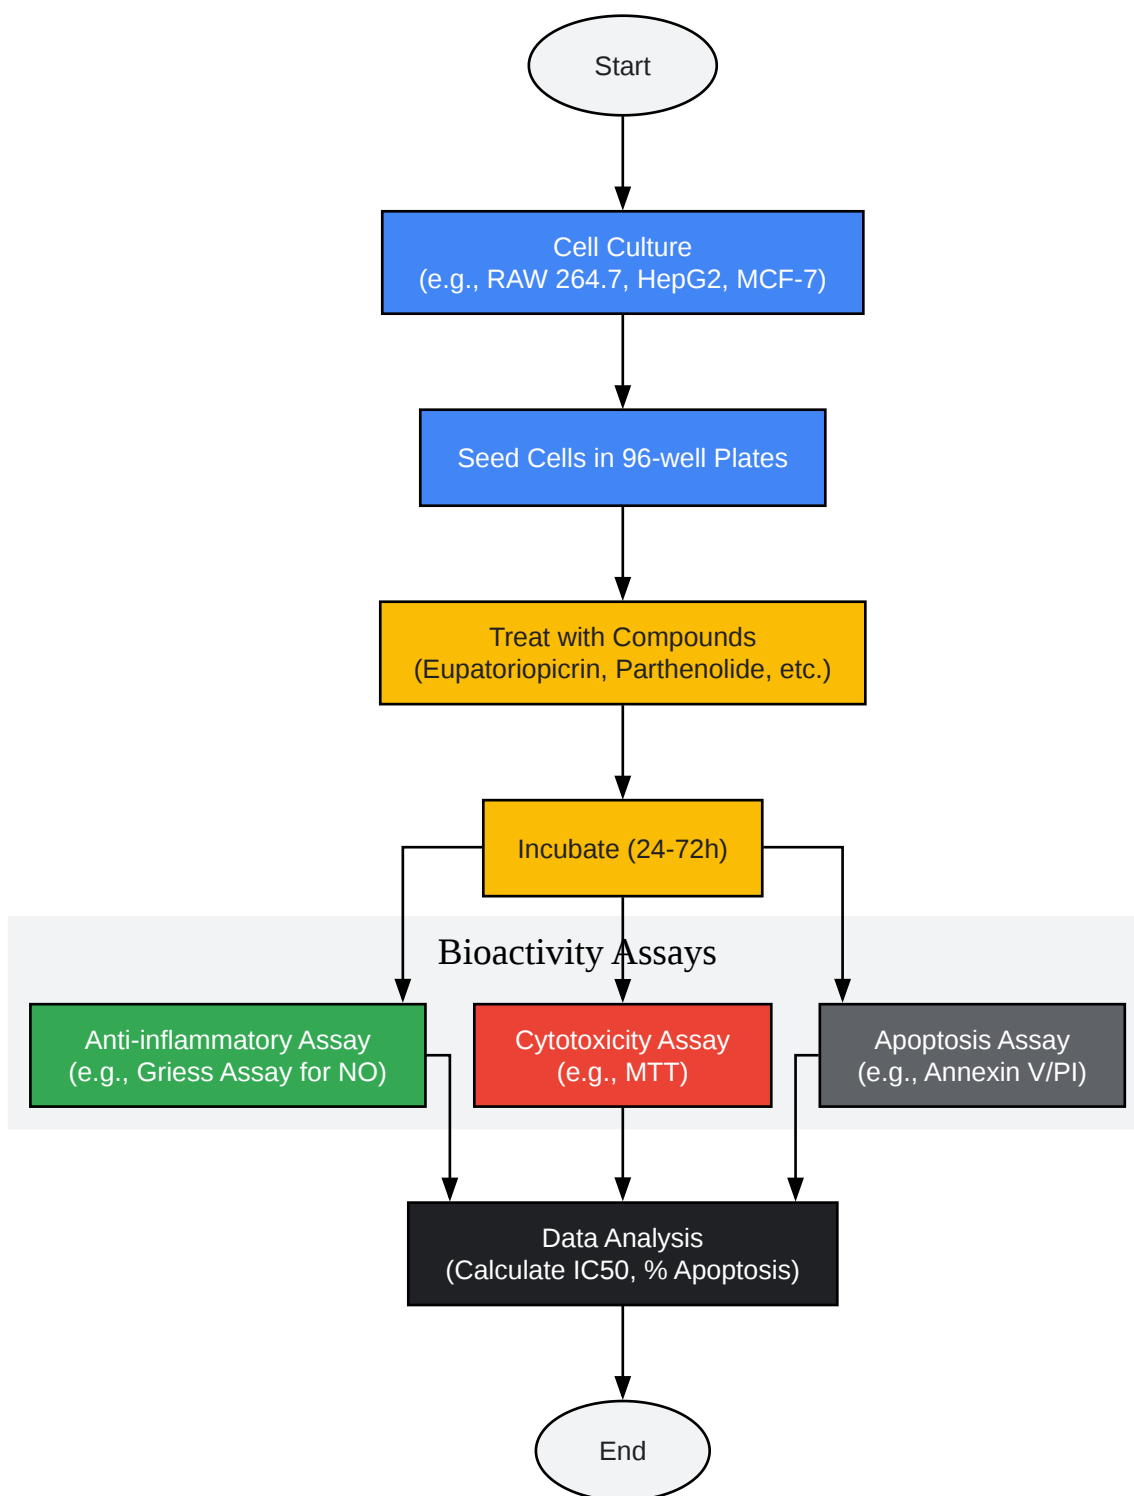 Start
Cell Culture
(e.g., RAW 264.7, HepG2, MCF-7)
Seed Cells in 96-well Plates
Treat with Compounds
(Eupatoriopicrin, Parthenolide, etc.)
Incubate (24-72h)
Bioactivity Assays
Anti-inflammatory Assay
(e.g., Griess Assay for NO)
Cytotoxicity Assay
(e.g., MTT)
Apoptosis Assay
(e.g., Annexin V/PI)
Data Analysis
(Calculate IC50, % Apoptosis)
End